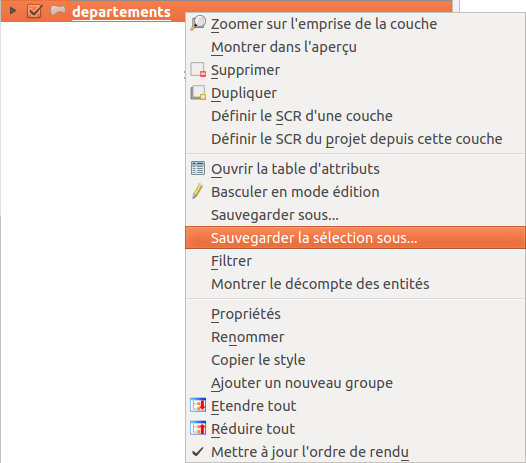 departements
Zoomer sur l'emprise de la couche
Montrer dans l'aperçu
Supprimer
Dupliquer
Définir le SCR d'une couche
Définir le SCR du projet depuis cette couche
Ouvrir la table d'attributs
Basculer en mode édition
Sauvegarder sous...
Sauvegarder la sélection sous...
Filtrer
Montrer le décompte des entités
Propriétés
Renommer
Copier le style
Ajouter un nouveau groupe
Etendre tout
Réduire tout
Mettre à jour l'ordre de rendu